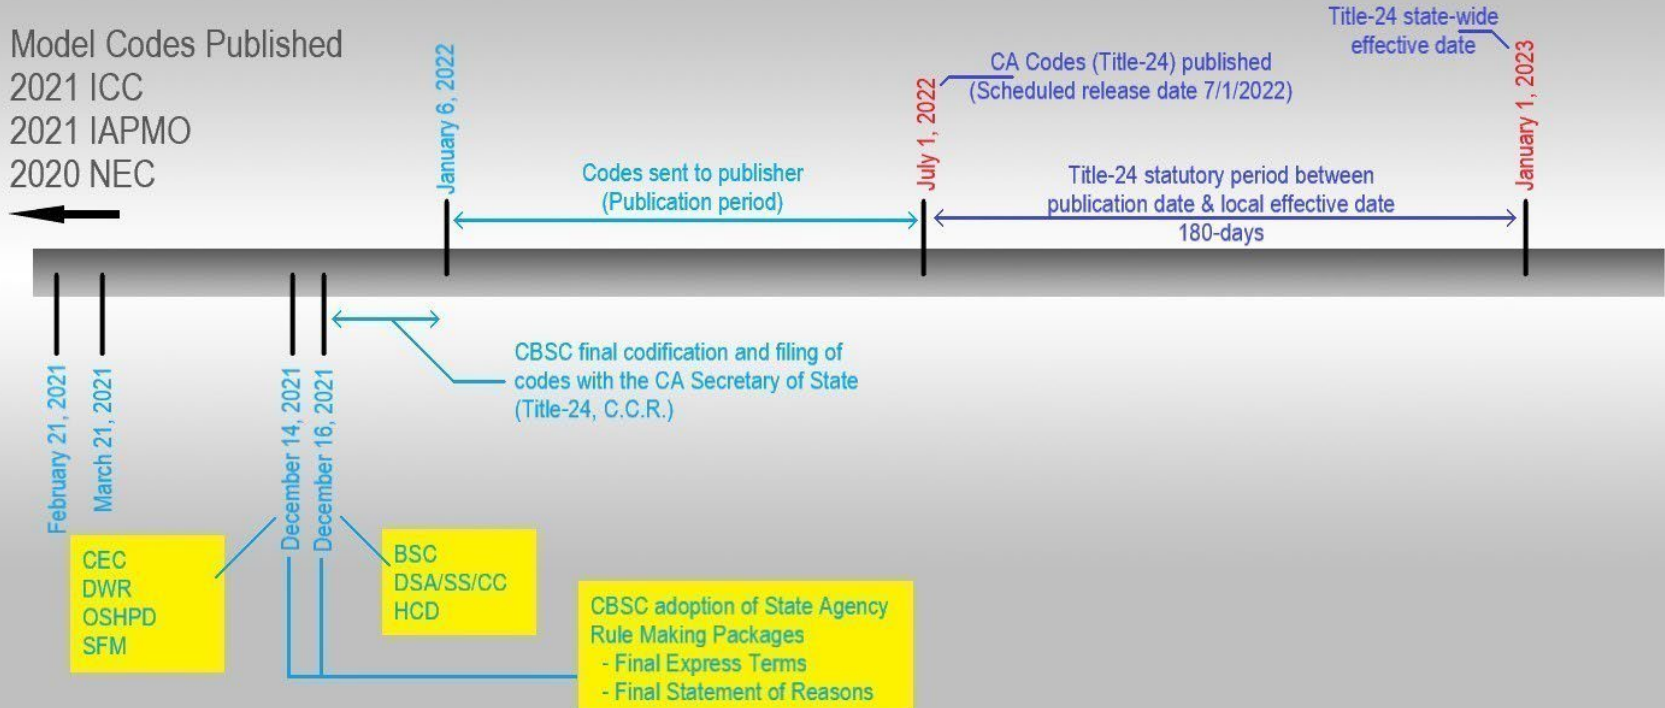 Model Codes Published
2021 ICC
2021 IAPMO
2020 NEC
January 6, 2022
Codes sent to publisher
(Publication period)
July 1, 2022
CA Codes (Title-24) published
(Scheduled release date 7/1/2022)
Title-24 statutory period between
publication date & local effective date
180-days
Title-24 state-wide
effective date
January 1, 2023
February 21, 2021
March 21, 2021
December 14, 2021
December 16, 2021
CBSC final codification and filing of
codes with the CA Secretary of State
(Title-24, C.C.R.)
CEC
DWR
OSHPD
SFM
BSC
DSA/SS/CC
HCD
CBSC adoption of State Agency
Rule Making Packages
- Final Express Terms
- Final Statement of Reasons